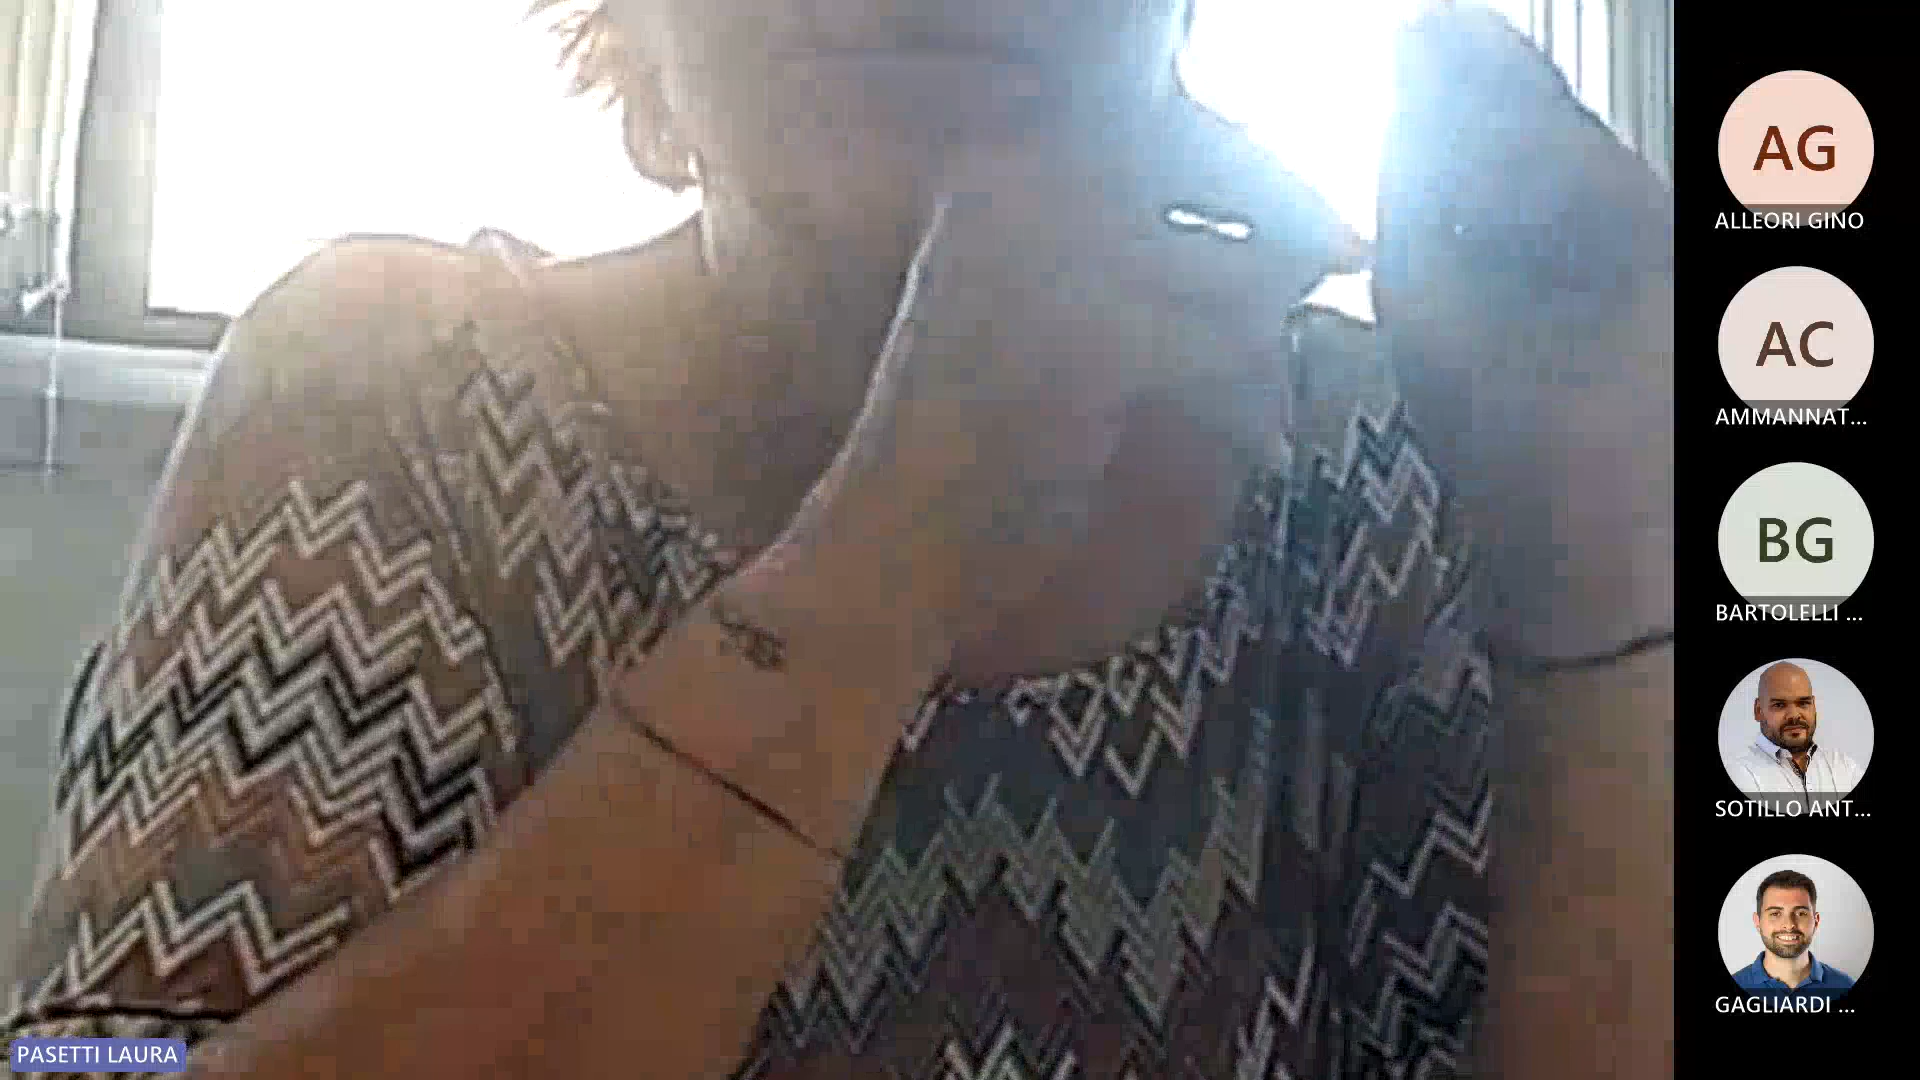 AG
ALLEORI GINO
AC
AMMANNAT...
BG
BARTOLELLI ...
SOTILLO ANT...
GAGLIARDI ...
PASETTI LAURA